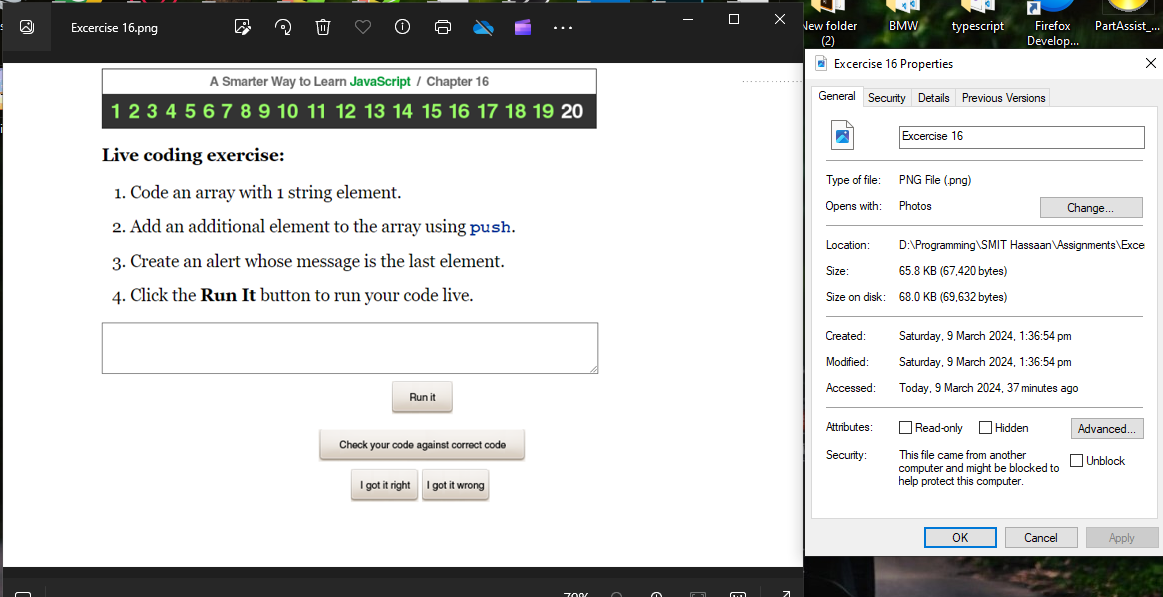 Excercise 16.png
A Smarter Way to Learn JavaScript / Chapter 16
1 2 3 4 5 6 7 8 9 10 11 12 13 14 15 16 17 18 19 20
Live coding exercise:
1. Code an array with 1 string element.
2. Add an additional element to the array using push.
3. Create an alert whose message is the last element.
4. Click the Run It button to run your code live.
Run it
Check your code against correct code
I got it right I got it wrong
70%
New folder (2)
BMW
typescript
Firefox
Develop...
PartAssist_...
Excercise 16 Properties
General Security Details Previous Versions
Excercise 16
Type of file: PNG File (.png)
Opens with: Photos Change...
Location: D:\Programming\SMIT Hassaan\Assignments\Exce
Size: 65.8 KB (67,420 bytes)
Size on disk: 68.0 KB (69,632 bytes)
Created: Saturday, 9 March 2024, 1:36:54 pm
Modified: Saturday, 9 March 2024, 1:36:54 pm
Accessed: Today, 9 March 2024, 37 minutes ago
Attributes: Read-only Hidden Advanced...
Security: This file came from another
computer and might be blocked to
help protect this computer.
Unblock
OK Cancel Apply